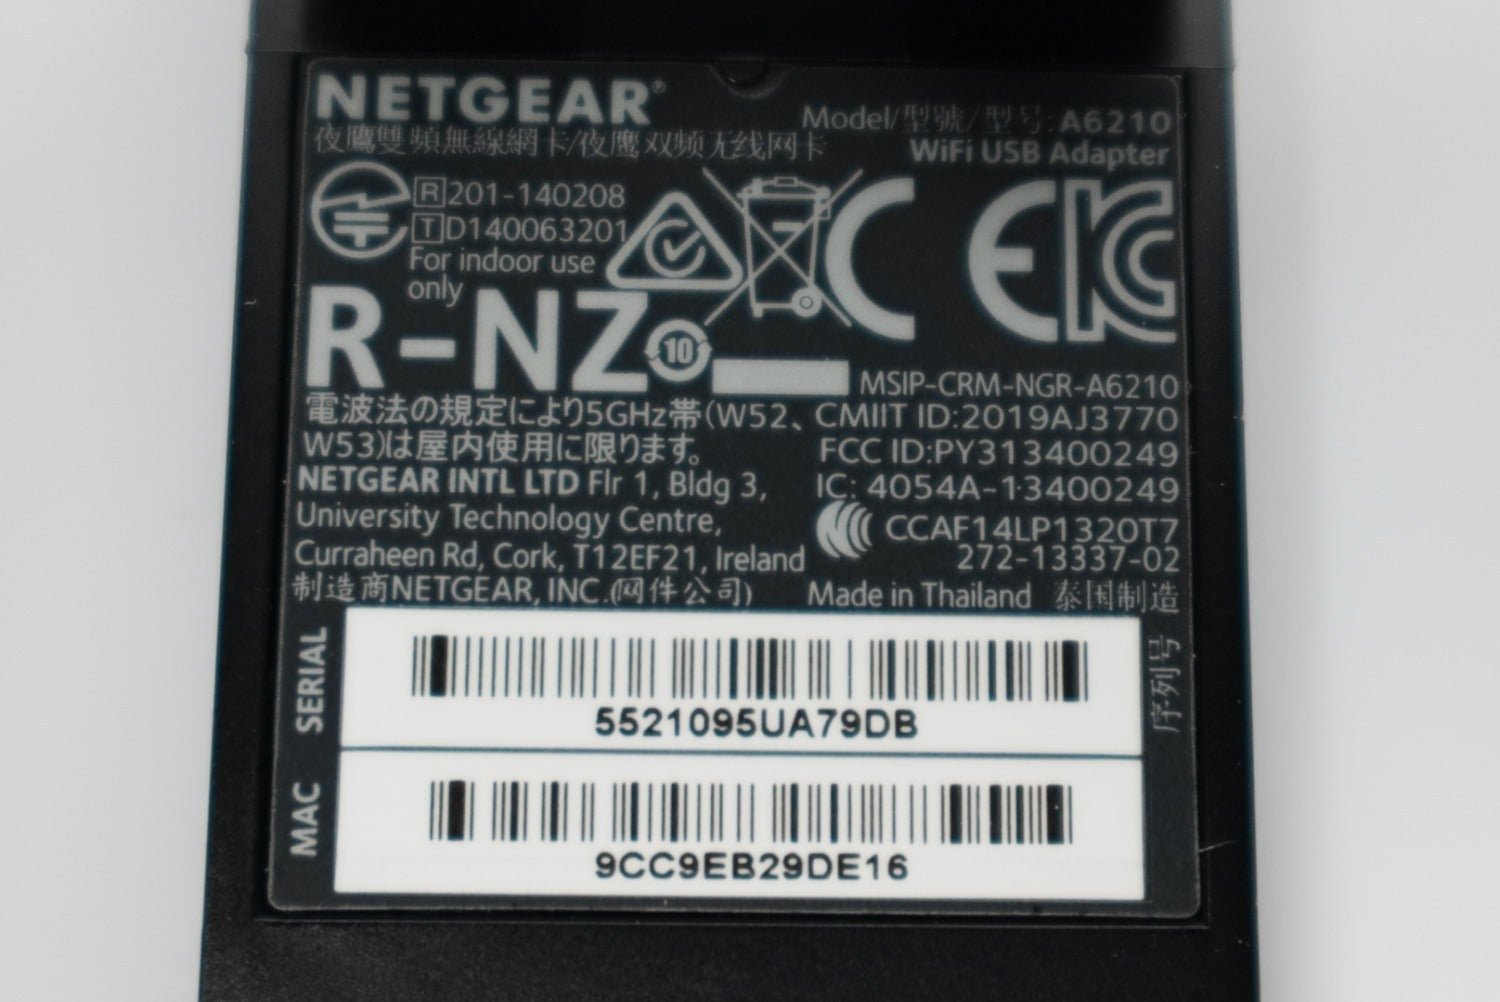 NETGEAR®
Model/型號/型号: A6210
夜鷹雙頻無線網卡/夜鹰双频无线网卡
WiFi USB Adapter
R 201-140208
T D140063201
For indoor use
only
R-NZ
10
CE
MSIP-CRM-NGR-A6210
電波法の規定により5GHz帯(W52、
W53)は屋内使用に限ります。
CMIIT ID:2019AJ3770
FCC ID:PY313400249
IC: 4054A-13400249
NETGEAR INTL LTD Flr 1, Bldg 3,
University Technology Centre,
Curraheen Rd, Cork, T12EF21, Ireland
CCAF14LP1320T7
272-13337-02
制造商NETGEAR, INC.(网件公司)
Made in Thailand 泰国制造
SERIAL
5521095UA79DB
序列号
MAC
9CC9EB29DE16